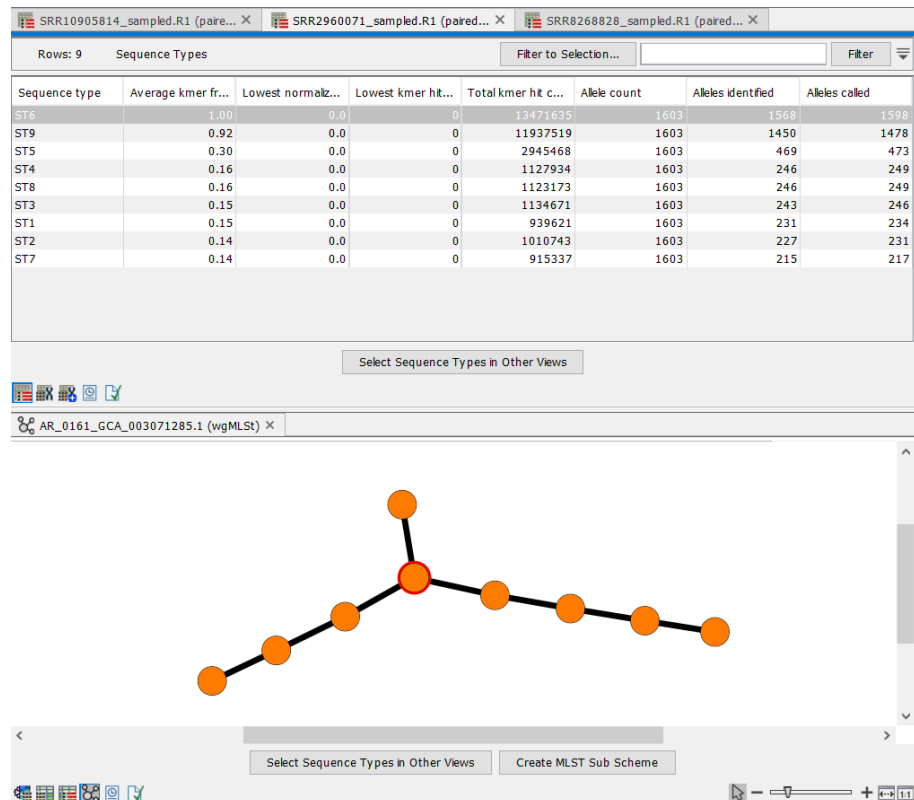 SRR10905814_sampled.R1 (paire... SRR2960071_sampled.R1 (paired... SRR8268828_sampled.R1 (paired...
Rows: 9 Sequence Types Filter to Selection... Filter
Sequence type Average kmer fr... Lowest normaliz... Lowest kmer hit... Total kmer hit c... Allele count Alleles identified Alleles called
ST6 1.00 0.0 0 13471635 1603 1568 1598
ST9 0.92 0.0 0 11937519 1603 1450 1478
ST5 0.30 0.0 0 2945468 1603 469 473
ST4 0.16 0.0 0 1127934 1603 246 249
ST8 0.16 0.0 0 1123173 1603 246 249
ST3 0.15 0.0 0 1134671 1603 243 246
ST1 0.15 0.0 0 939621 1603 231 234
ST2 0.14 0.0 0 1010743 1603 227 231
ST7 0.14 0.0 0 915337 1603 215 217
Select Sequence Types in Other Views
AR_0161_GCA_003071285.1 (wgMLSt)
Select Sequence Types in Other Views Create MLST Sub Scheme
1:1